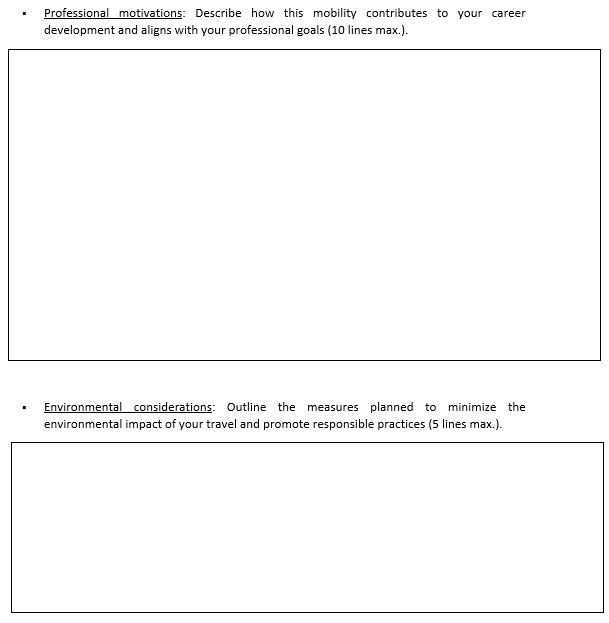 ▪ Professional motivations: Describe how this mobility contributes to your career
development and aligns with your professional goals (10 lines max.).
▪ Environmental considerations: Outline the measures planned to minimize the
environmental impact of your travel and promote responsible practices (5 lines max.).